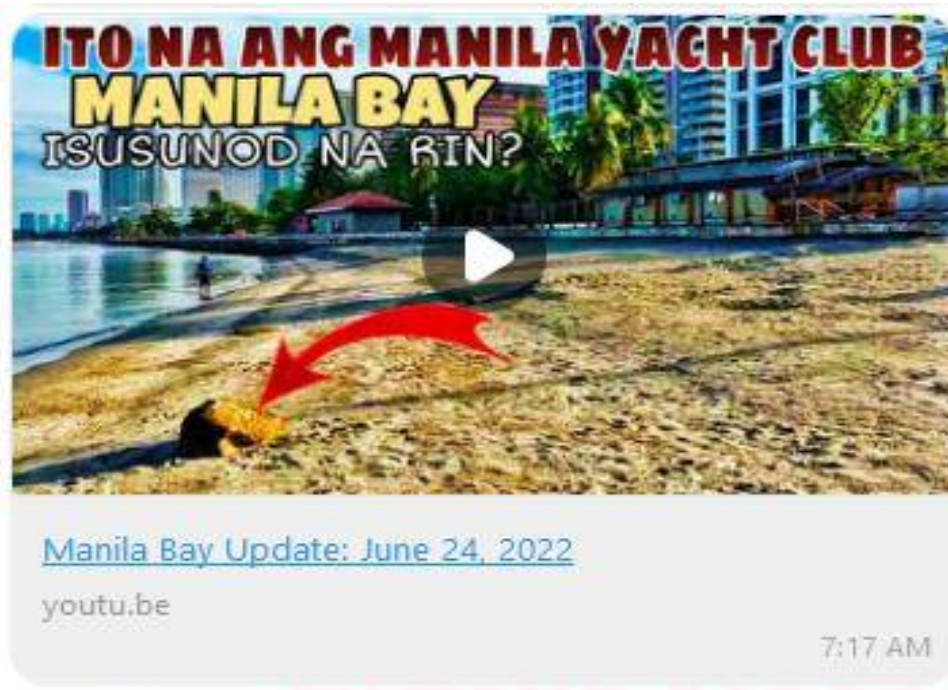 ITO NA ANG MANILA YACHT CLUB
MANILA BAY
ISUSUNOD NA RIN?
Manila Bay Update: June 24, 2022
youtu.be
7:17 AM